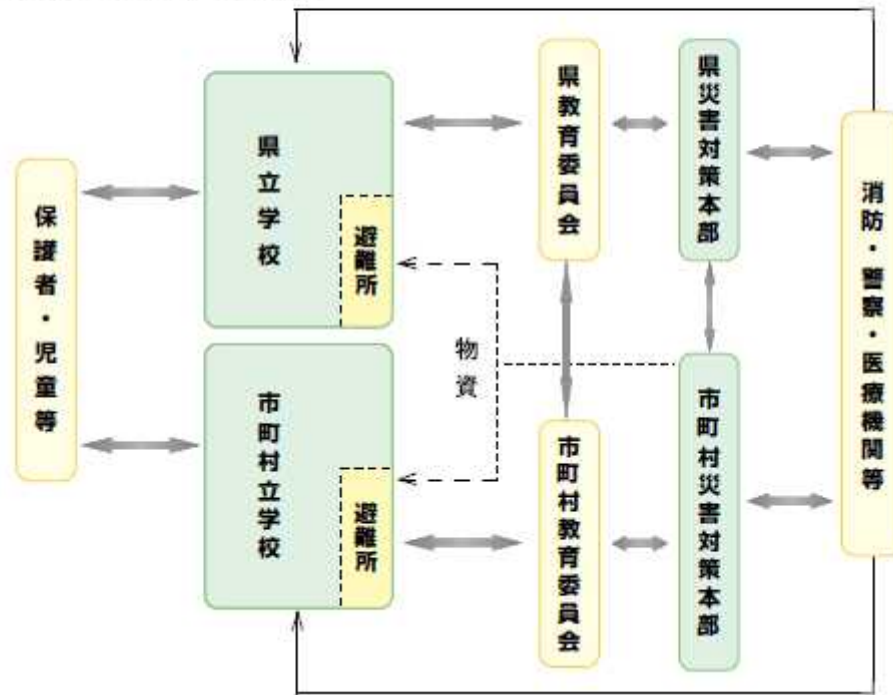 保護者・児童等
県立学校
避難所
市町村立学校
避難所
物資
県教育委員会
市町村教育委員会
県災害対策本部
市町村災害対策本部
消防・警察・医療機関等